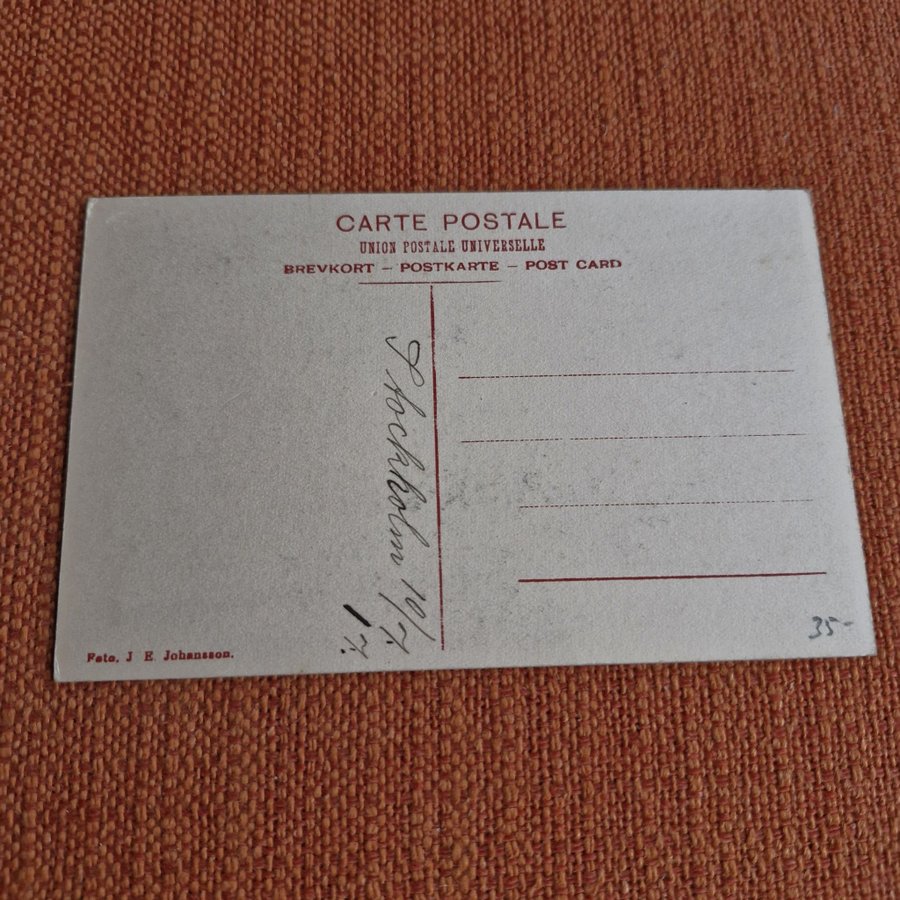 CARTE POSTALE
UNION POSTALE UNIVERSELLE
BREVKORT – POSTKARTE – POST CARD
Stockholm 10/7.
17.
Foto. J E Johansson.
35-